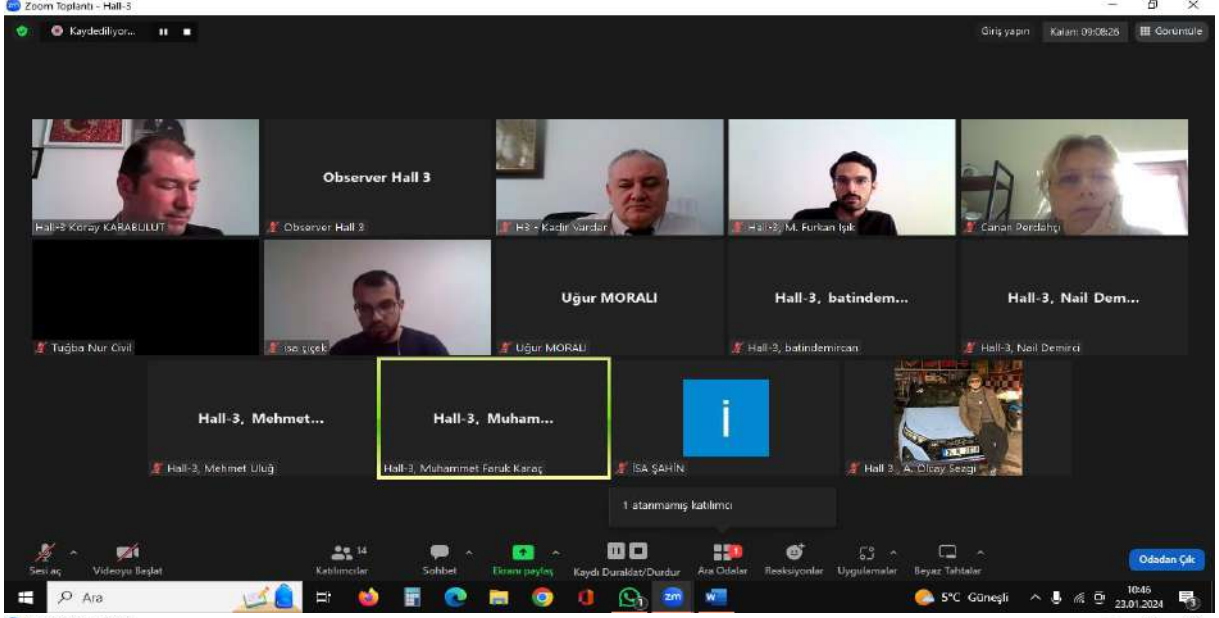 Zoom Toplantı - Hall-3
Kaydediliyor...
Giriş yapın
Kalan: 09:08:26
Görüntüle
Hall-3 Koray KARABULUT
Observer Hall 3
Observer Hall 3
H3 - Kadir Vardar
Hall-3, M. Furkan Işık
Canan Perdahçı
Tuğba Nur Civil
isa çiçek
Uğur MORALI
Uğur MORALI
Hall-3, batindem...
Hall-3, batindemircan
Hall-3, Nail Dem...
Hall-3, Nail Demirci
Hall-3, Mehmet...
Hall-3, Mehmet Uluğ
Hall-3, Muham...
Hall-3, Muhammet Faruk Karaç
i
İSA ŞAHİN
Hall 3, A. Olcay Sezgi
1 atanmamış katılımcı
Sesi aç
Videoyu Başlat
14
Katılımcılar
Sohbet
Ekranı paylaş
Kaydı Duraklat/Durdur
1
Ara Odalar
Reaksiyonlar
Uygulamalar
Beyaz Tahtalar
Odadan Çık
Ara
zm
W
5°C Güneşli
10:46
23.01.2024